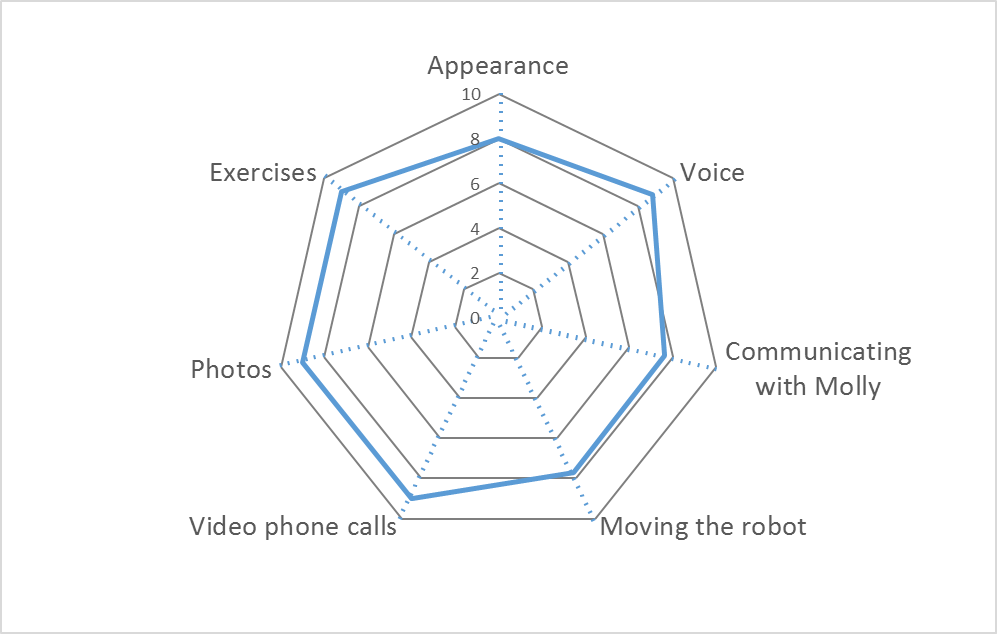 Appearance
10
8
6
4
2
0
Exercises
Voice
Communicating
with Molly
Photos
Video phone calls
Moving the robot